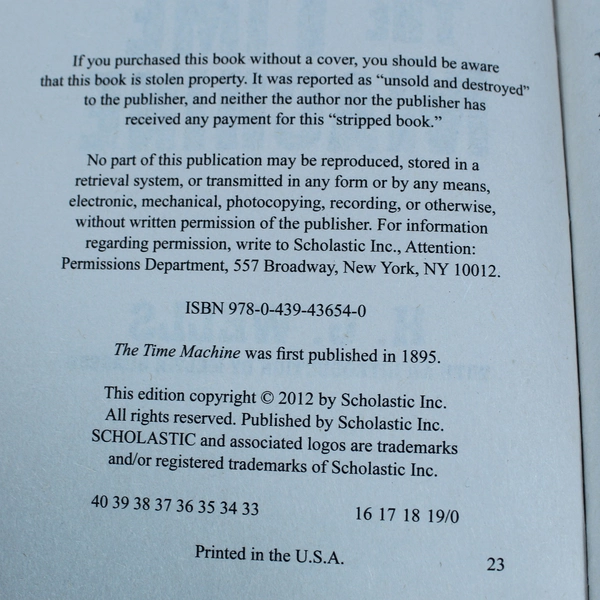 If you purchased this book without a cover, you should be aware
that this book is stolen property. It was reported as “unsold and destroyed”
to the publisher, and neither the author nor the publisher has
received any payment for this “stripped book.”
No part of this publication may be reproduced, stored in a
retrieval system, or transmitted in any form or by any means,
electronic, mechanical, photocopying, recording, or otherwise,
without written permission of the publisher. For information
regarding permission, write to Scholastic Inc., Attention:
Permissions Department, 557 Broadway, New York, NY 10012.
ISBN 978-0-439-43654-0
The Time Machine was first published in 1895.
This edition copyright © 2012 by Scholastic Inc.
All rights reserved. Published by Scholastic Inc.
SCHOLASTIC and associated logos are trademarks
and/or registered trademarks of Scholastic Inc.
40 39 38 37 36 35 34 33 16 17 18 19/0
Printed in the U.S.A. 23